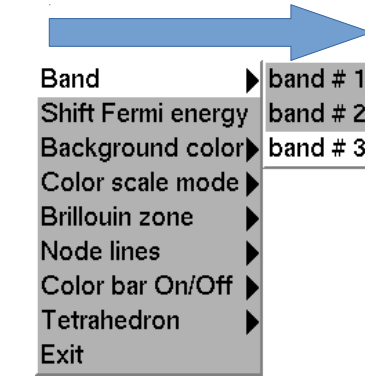 Band
Shift Fermi energy
Background color
Color scale mode
Brillouin zone
Node lines
Color bar On/Off
Tetrahedron
Exit
band # 1
band # 2
band # 3